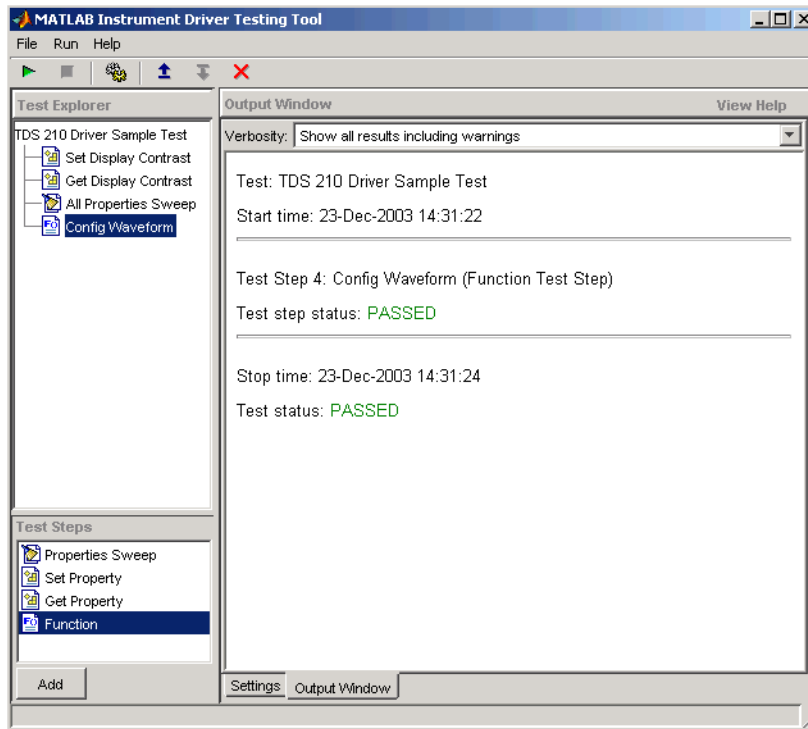 MATLAB Instrument Driver Testing Tool
File Run Help
Test Explorer
TDS 210 Driver Sample Test
Set Display Contrast
Get Display Contrast
All Properties Sweep
Config Waveform
Test Steps
Properties Sweep
Set Property
Get Property
Function
Add
Output Window View Help
Verbosity: Show all results including warnings
Test: TDS 210 Driver Sample Test
Start time: 23-Dec-2003 14:31:22
Test Step 4: Config Waveform (Function Test Step)
Test step status: PASSED
Stop time: 23-Dec-2003 14:31:24
Test status: PASSED
Settings Output Window